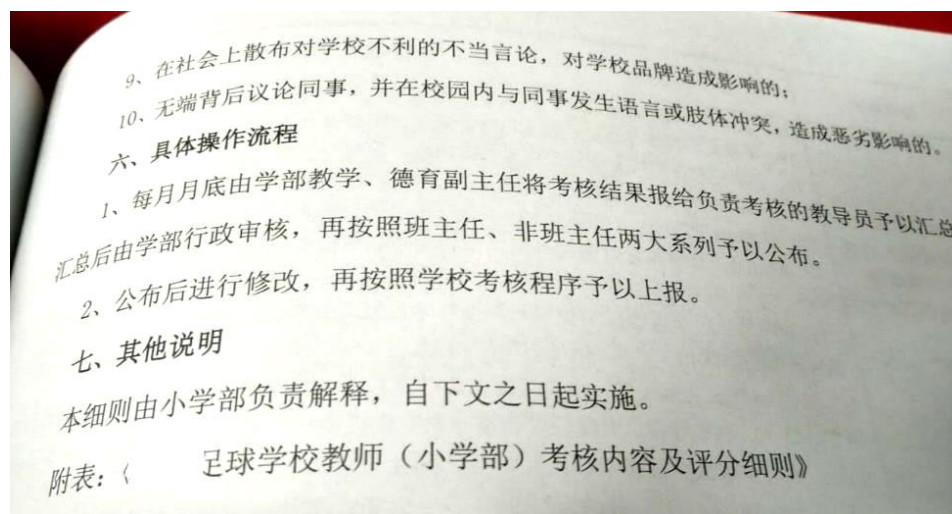 9、在社会上散布对学校不利的不当言论，对学校品牌造成影响的；
10、无端背后议论同事，并在校园内与同事发生语言或肢体冲突，造成恶劣影响的。
六、具体操作流程
1、每月月底由学部教学、德育副主任将考核结果报给负责考核的教导员予以汇总
汇总后由学部行政审核，再按照班主任、非班主任两大系列予以公布。
2、公布后进行修改，再按照学校考核程序予以上报。
七、其他说明
本细则由小学部负责解释，自下文之日起实施。
附表：《 足球学校教师（小学部）考核内容及评分细则》